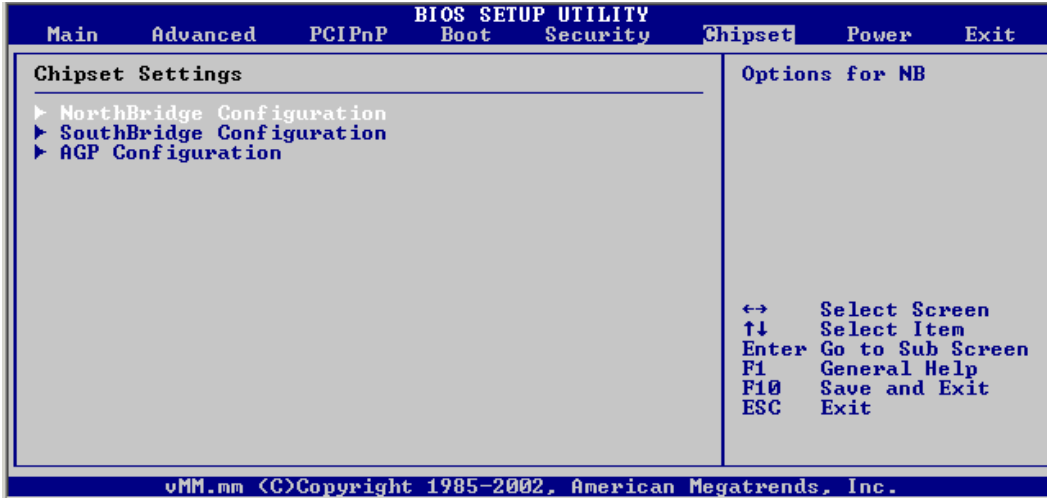 BIOS SETUP UTILITY
Main Advanced PCIPnP Boot Security Chipset Power Exit
Chipset Settings
► NorthBridge Configuration
► SouthBridge Configuration
► AGP Configuration
Options for NB
←→ Select Screen
↑↓ Select Item
Enter Go to Sub Screen
F1 General Help
F10 Save and Exit
ESC Exit
vMM.mm (C)Copyright 1985-2002, American Megatrends, Inc.